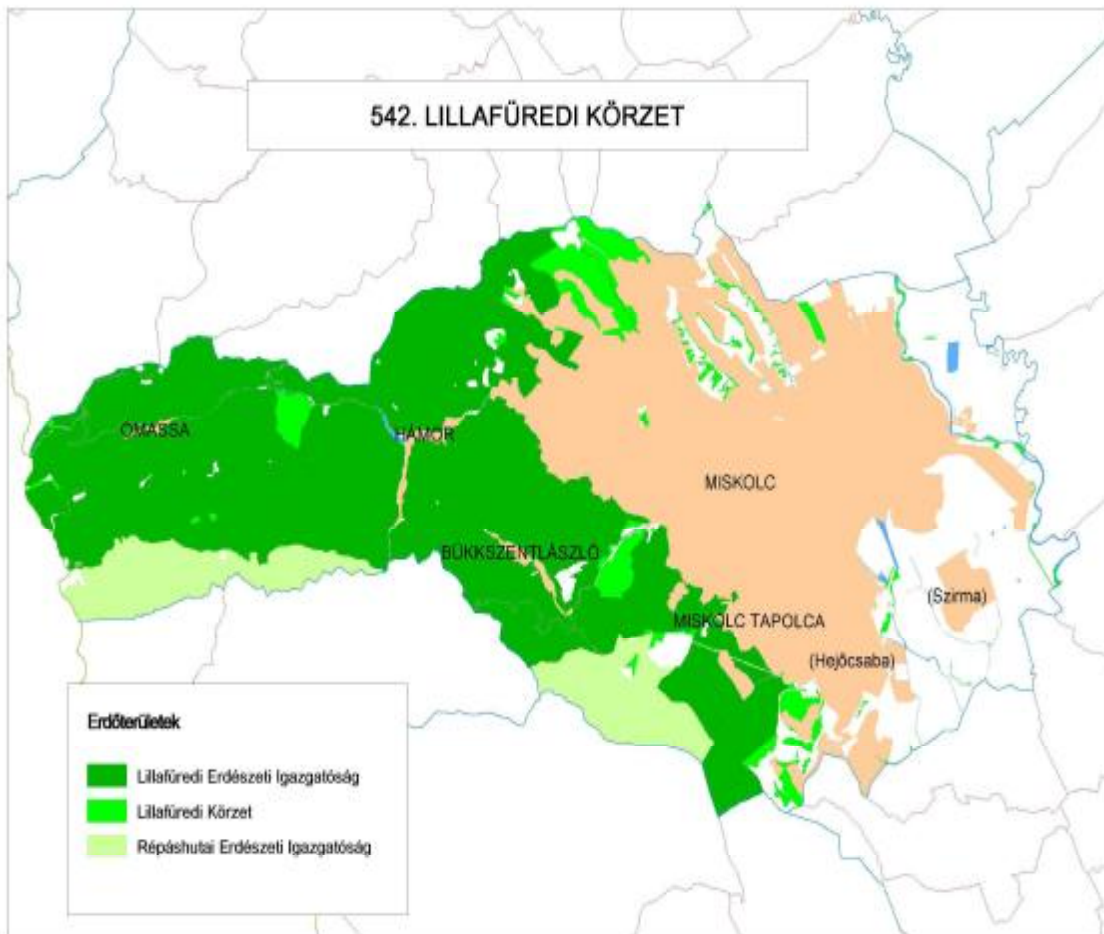 542. LILLAFÜREDI KÖRZET
OMASSA
HÁMOR
MISKOLC
BÜKKSZENTLÁSZLÓ
(Szirma)
MISKOLC TAPOLCA
(Hejőcsaba)
Erdőterületek
Lillafüredi Erdészeti Igazgatóság
Lillafüredi Körzet
Répáshutai Erdészeti Igazgatóság